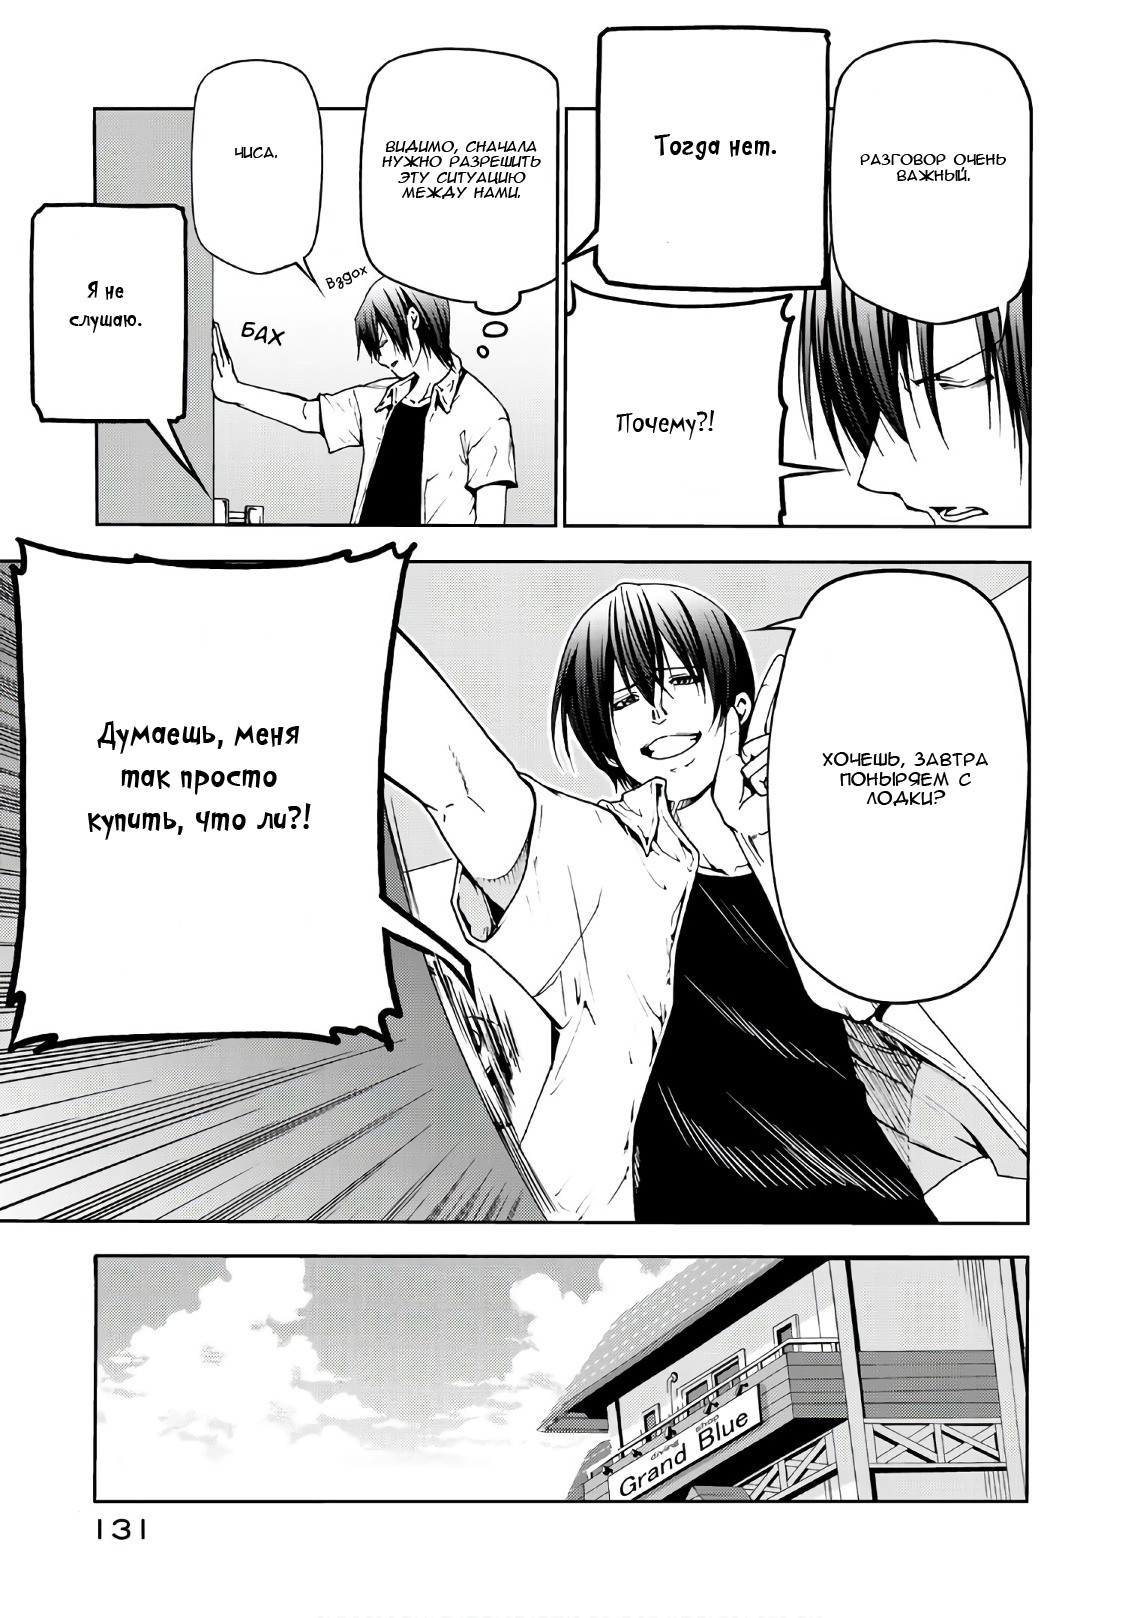 РАЗГОВОР ОЧЕНЬ
ВАЖНЫЙ.
Тогда нет.
Почему?!
ВИДИМО, СНАЧАЛА
НУЖНО РАЗРЕШИТЬ
ЭТУ СИТУАЦИЮ
МЕЖДУ НАМИ.
Вздох
ЧИСА.
БАХ
Я не
слушаю.
ХОЧЕШЬ, ЗАВТРА
ПОНЫРЯЕМ С
ЛОДКИ?
Думаешь, меня
так просто
купить, что ли?!
diving shop
Grand Blue
131